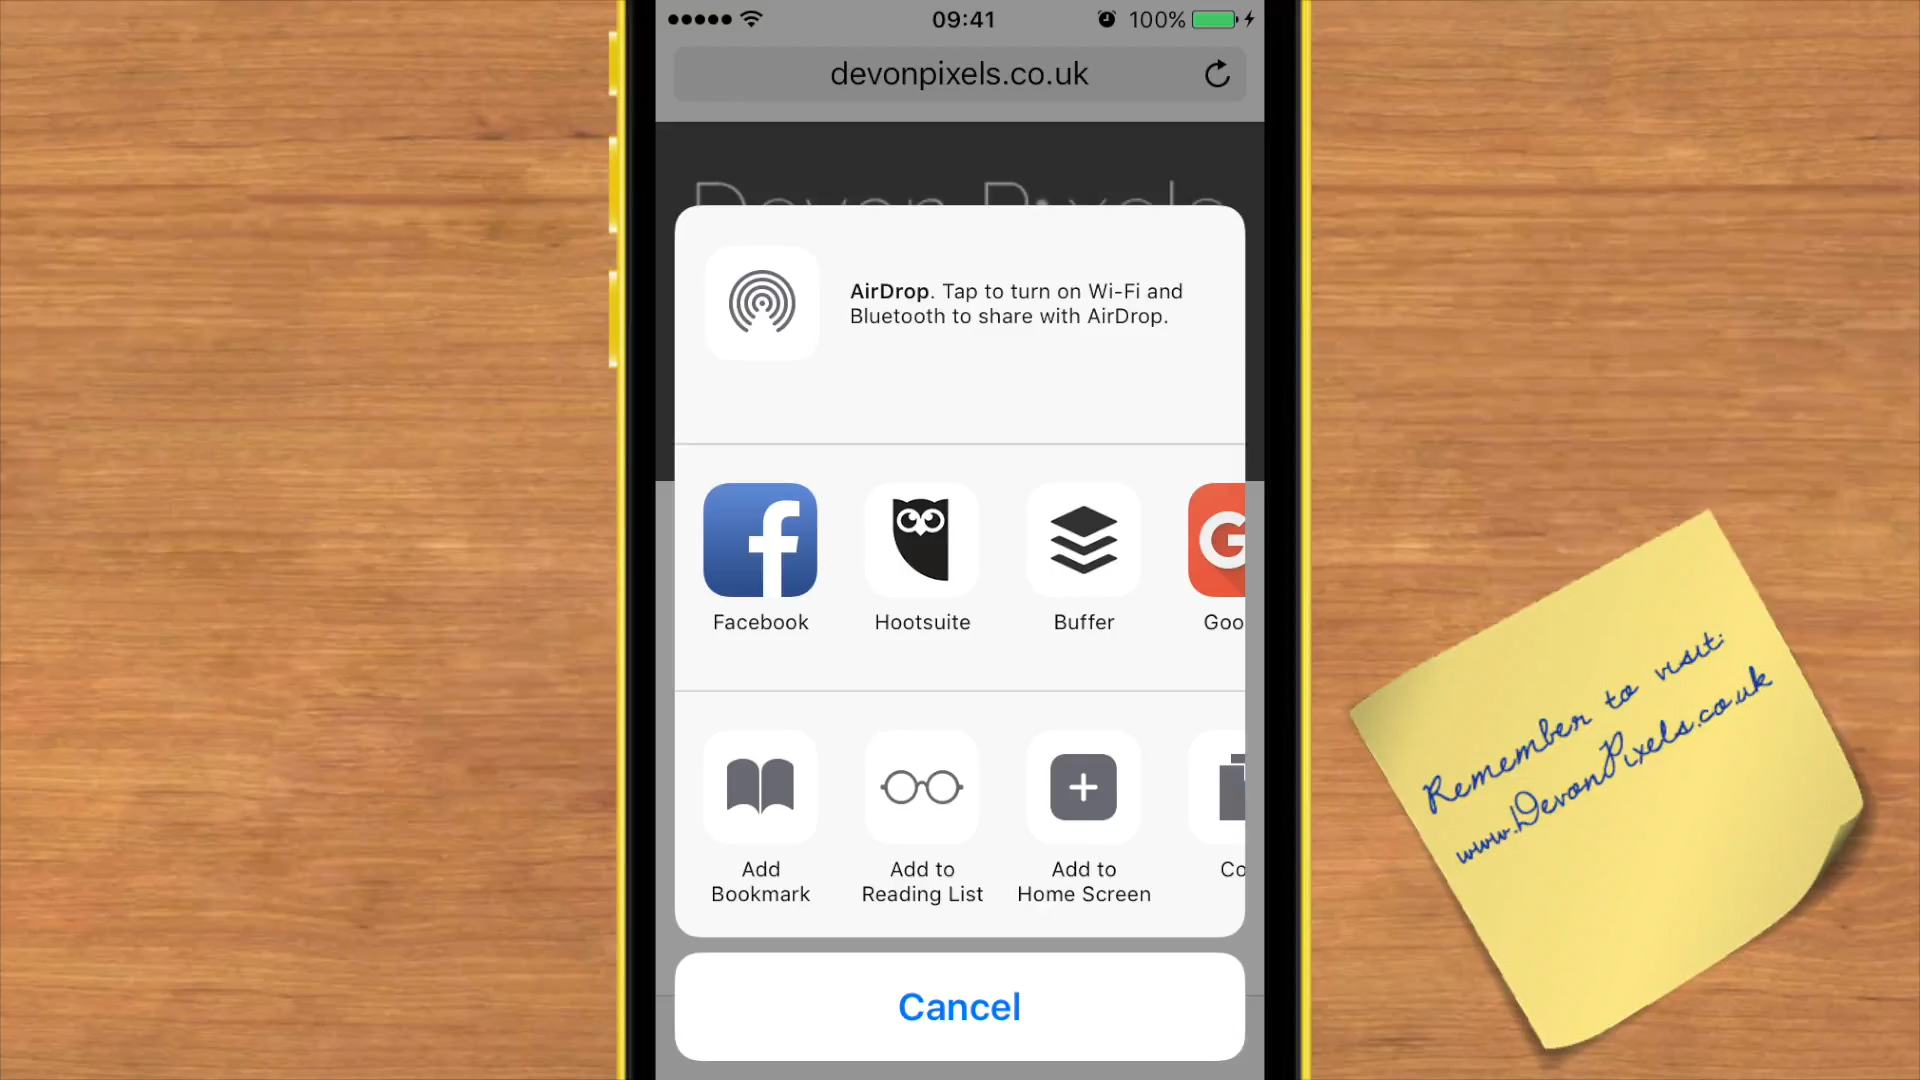 09:41
100%
devonpixels.co.uk
Devon Pixels
AirDrop. Tap to turn on Wi-Fi and
Bluetooth to share with AirDrop.
Facebook
Hootsuite
Buffer
Goo
Add
Bookmark
Add to
Reading List
Add to
Home Screen
Co
Cancel
Remember to visit:
www.DevonPixels.co.uk